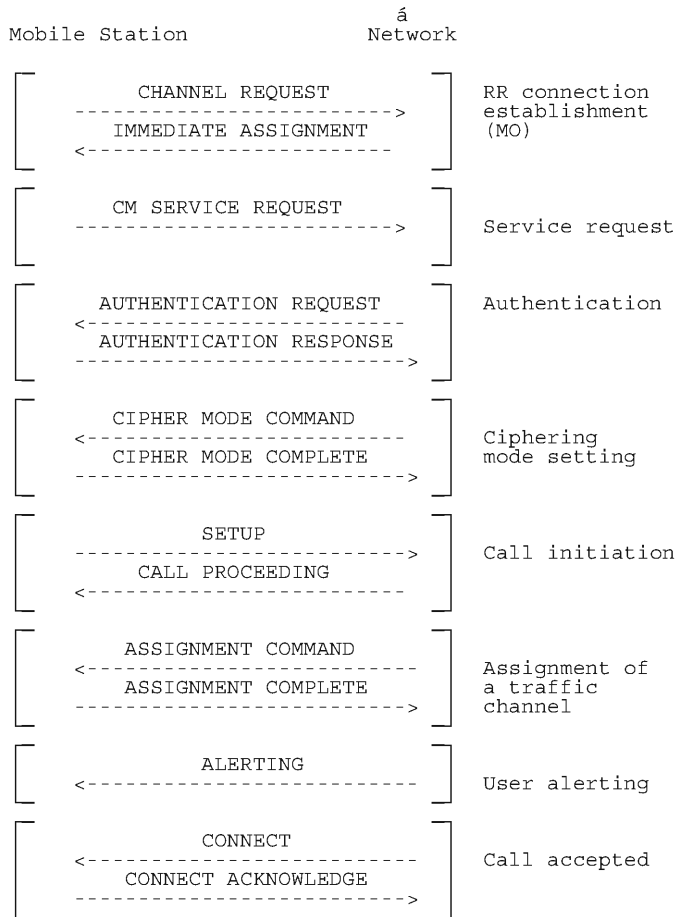 á
Mobile Station Network
CHANNEL REQUEST RR connection
establishment
IMMEDIATE ASSIGNMENT (MO)
CM SERVICE REQUEST
Service request
AUTHENTICATION REQUEST Authentication
AUTHENTICATION RESPONSE
CIPHER MODE COMMAND
Ciphering
CIPHER MODE COMPLETE mode setting
SETUP
Call initiation
CALL PROCEEDING
ASSIGNMENT COMMAND
Assignment of
ASSIGNMENT COMPLETE a traffic
channel
ALERTING
User alerting
CONNECT
Call accepted
CONNECT ACKNOWLEDGE